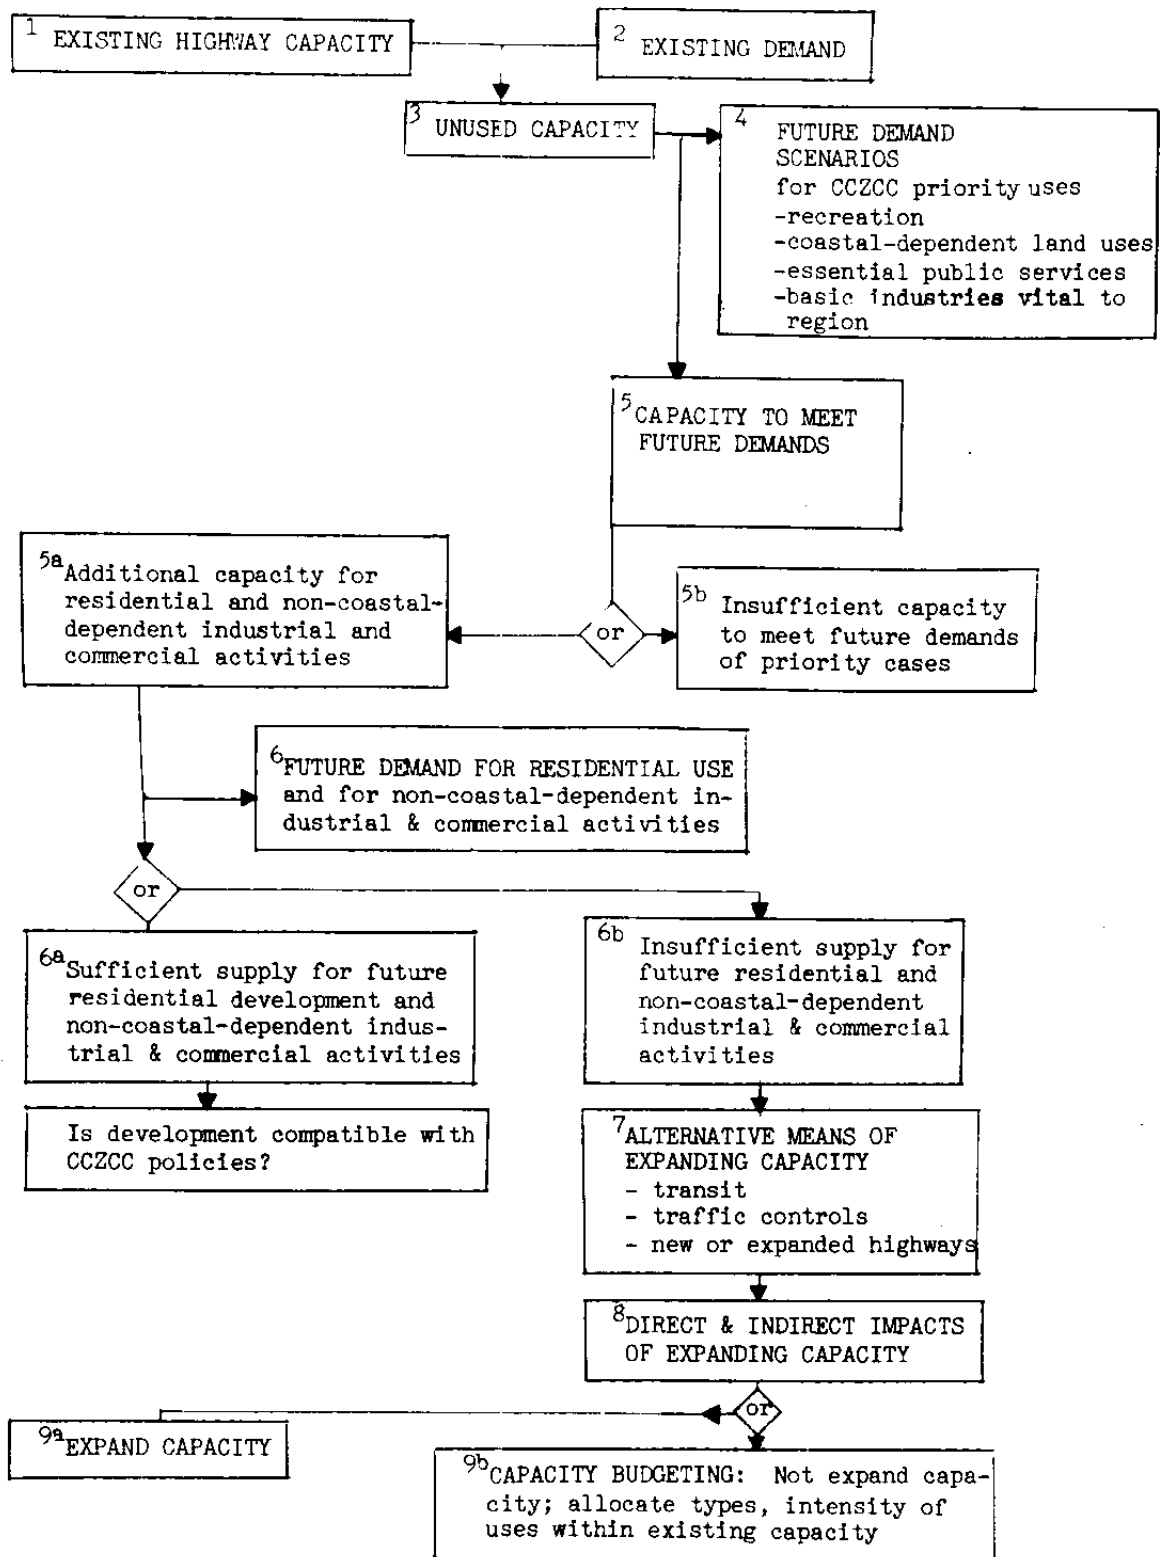 1 EXISTING HIGHWAY CAPACITY
2 EXISTING DEMAND
3 UNUSED CAPACITY
4 FUTURE DEMAND
SCENARIOS
for CCZCC priority uses
-recreation
-coastal-dependent land uses
-essential public services
-basic industries vital to
region
5 CAPACITY TO MEET
FUTURE DEMANDS
5a Additional capacity for
residential and non-coastal-
dependent industrial and
commercial activities
or
5b Insufficient capacity
to meet future demands
of priority cases
6 FUTURE DEMAND FOR RESIDENTIAL USE
and for non-coastal-dependent in-
dustrial & commercial activities
or
6a Sufficient supply for future
residential development and
non-coastal-dependent indus-
trial & commercial activities
6b Insufficient supply for
future residential and
non-coastal-dependent
industrial & commercial
activities
Is development compatible with
CCZCC policies?
7 ALTERNATIVE MEANS OF
EXPANDING CAPACITY
- transit
- traffic controls
- new or expanded highways
8 DIRECT & INDIRECT IMPACTS
OF EXPANDING CAPACITY
or
9a EXPAND CAPACITY
9b CAPACITY BUDGETING: Not expand capa-
city; allocate types, intensity of
uses within existing capacity